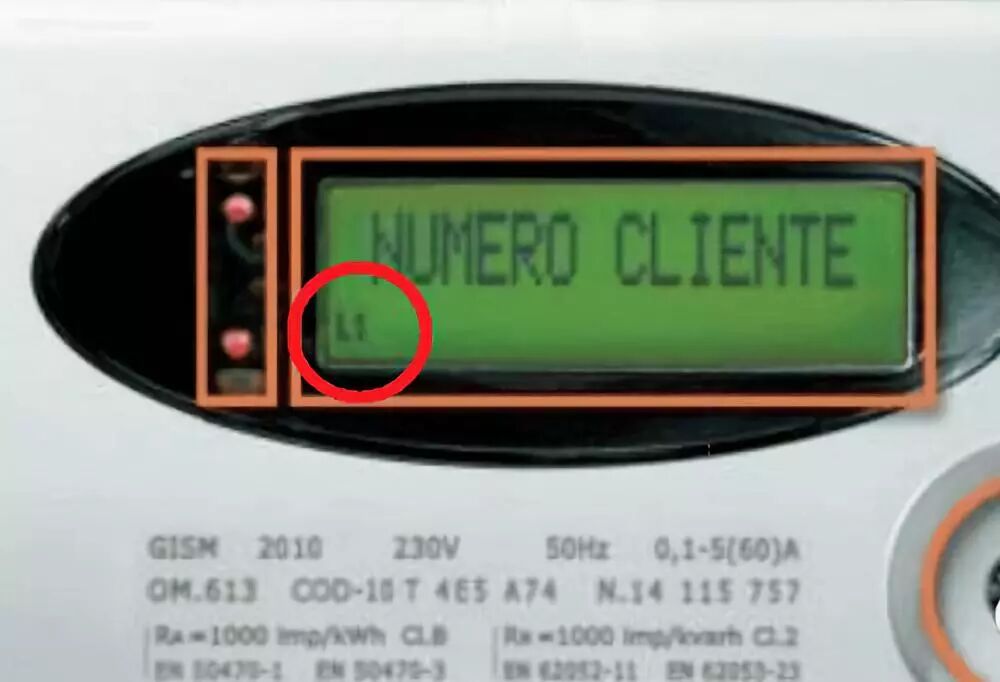 NUMERO CLIENTE
L1
GISM 2010 230V 50Hz 0,1-5(60)A
OM.613 COD-10 T 4E5 A74 N.14 115 757
RA=1000 imp/kWh Cl.B RR=1000 imp/kvarh Cl.2
EN 50470-1 EN 50470-3 EN 62052-11 EN 62053-23